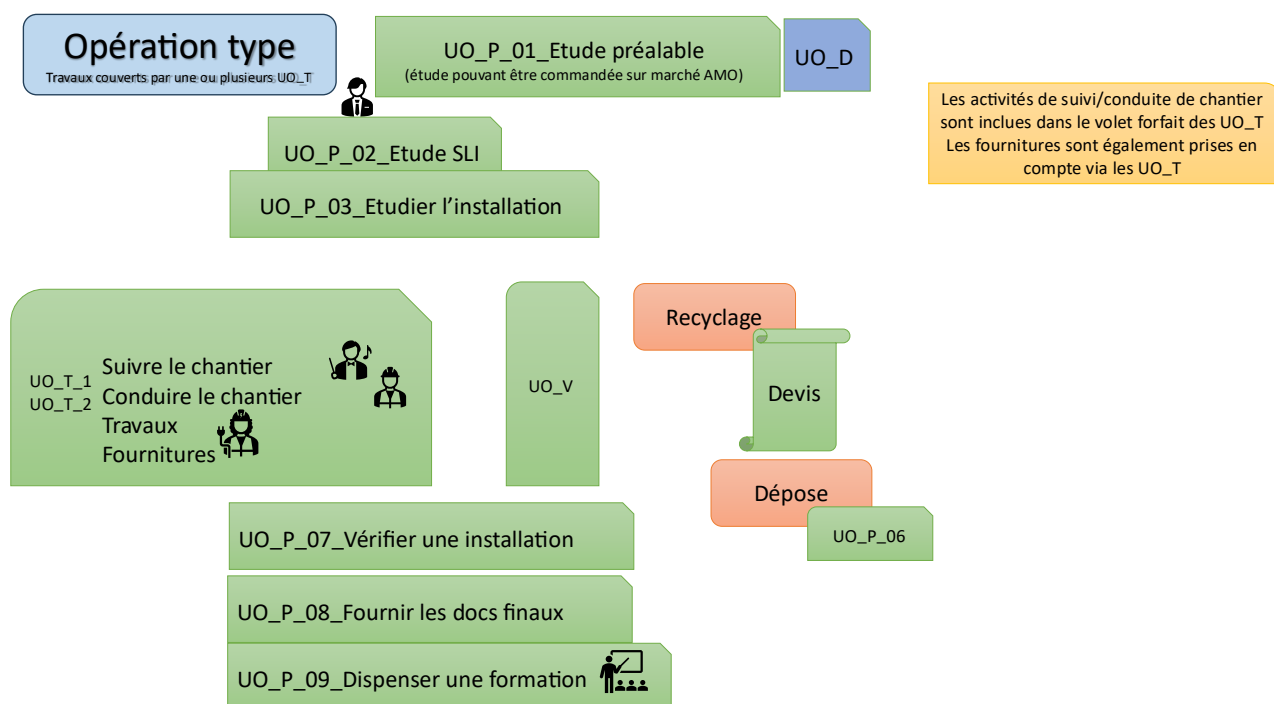 Opération type
Travaux couverts par une ou plusieurs UO_T
UO_P_01_Etude préalable
(étude pouvant être commandée sur marché AMO)
UO_D
Les activités de suivi/conduite de chantier
sont inclues dans le volet forfait des UO_T
Les fournitures sont également prises en
compte via les UO_T
UO_P_02_Etude SLI
UO_P_03_Etudier l’installation
UO_T_1
UO_T_2
Suivre le chantier
Conduire le chantier
Travaux
Fournitures
UO_V
Recyclage
Devis
Dépose
UO_P_06
UO_P_07_Vérifier une installation
UO_P_08_Fournir les docs finaux
UO_P_09_Dispenser une formation